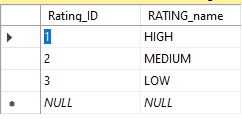 Rating_ID RATING_name
1 HIGH
2 MEDIUM
3 LOW
NULL NULL